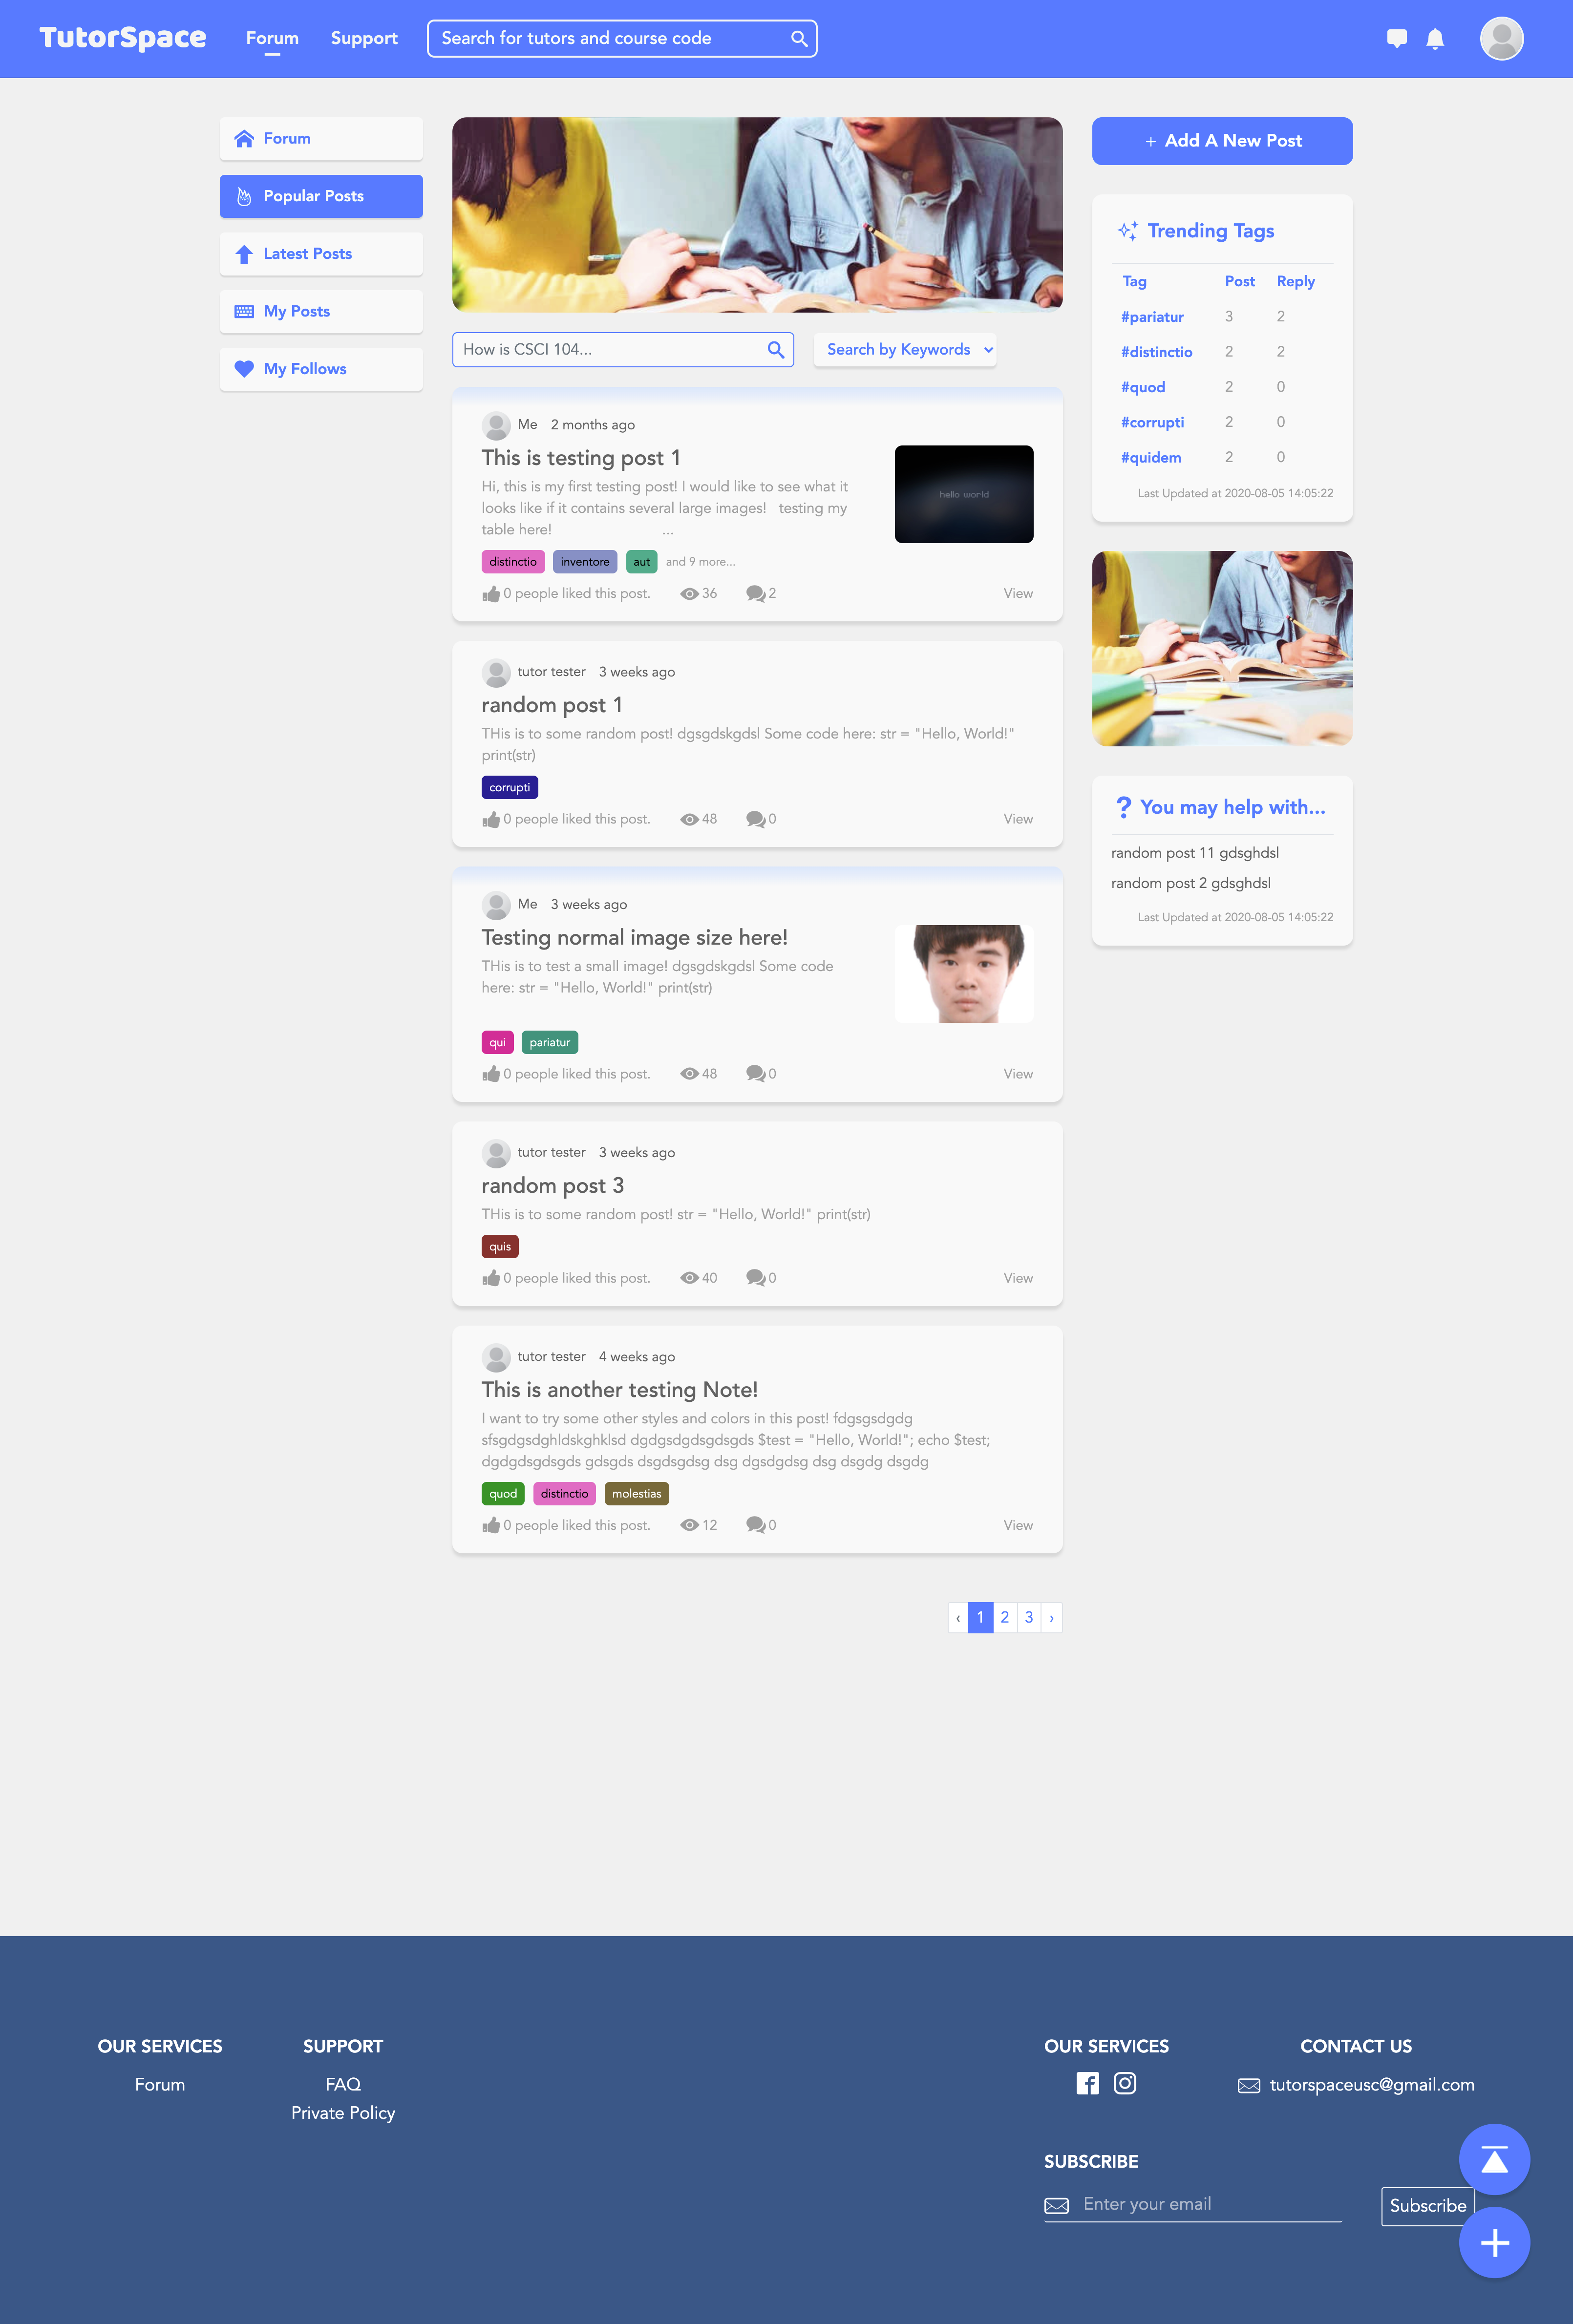 TutorSpace
Forum
Support
Search for tutors and course code
Forum
Popular Posts
Latest Posts
My Posts
My Follows
How is CSCI 104...
Search by Keywords
Me 2 months ago
This is testing post 1
Hi, this is my first testing post! I would like to see what it
looks like if it contains several large images! testing my
table here! ...
hello world
distinctio inventore aut and 9 more...
0 people liked this post. 36 2 View
tutor tester 3 weeks ago
random post 1
THis is to some random post! dgsgdskgdsl Some code here: str = "Hello, World!"
print(str)
corrupti
0 people liked this post. 48 0 View
Me 3 weeks ago
Testing normal image size here!
THis is to test a small image! dgsgdskgdsl Some code
here: str = "Hello, World!" print(str)
qui pariatur
0 people liked this post. 48 0 View
tutor tester 3 weeks ago
random post 3
THis is to some random post! str = "Hello, World!" print(str)
quis
0 people liked this post. 40 0 View
tutor tester 4 weeks ago
This is another testing Note!
I want to try some other styles and colors in this post! fdgsgsdgdg
sfsgdgsdghldskghklsd dgdgsdgdsgdsgds $test = "Hello, World!"; echo $test;
dgdgdsgdsgds gdsgds dsgdsgdsg dsg dgsdgdsg dsg dsgdg dsgdg
quod distinctio molestias
0 people liked this post. 12 0 View
‹ 1 2 3 ›
+ Add A New Post
Trending Tags
Tag Post Reply
#pariatur 3 2
#distinctio 2 2
#quod 2 0
#corrupti 2 0
#quidem 2 0
Last Updated at 2020-08-05 14:05:22
? You may help with...
random post 11 gdsghdsl
random post 2 gdsghdsl
Last Updated at 2020-08-05 14:05:22
OUR SERVICES
Forum
SUPPORT
FAQ
Private Policy
OUR SERVICES
CONTACT US
tutorspaceusc@gmail.com
SUBSCRIBE
Enter your email
Subscribe